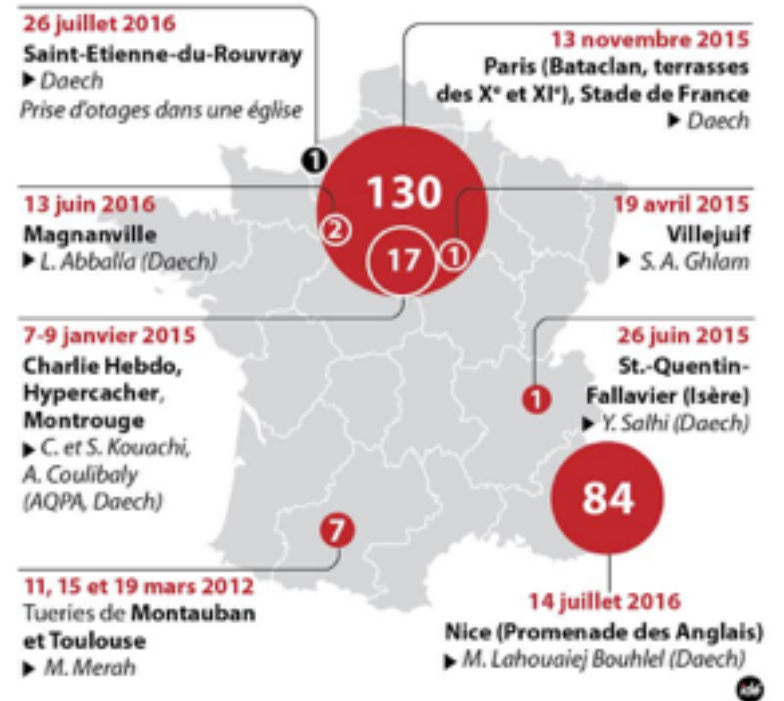 26 juillet 2016
Saint-Etienne-du-Rouvray
▶ Daech
Prise d'otages dans une église
1
13 novembre 2015
Paris (Bataclan, terrasses
des Xᵉ et XIᵉ), Stade de France
▶ Daech
130
13 juin 2016
Magnanville
▶ L. Abballa (Daech)
2
17
1
19 avril 2015
Villejuif
▶ S. A. Ghlam
7-9 janvier 2015
Charlie Hebdo,
Hypercacher,
Montrouge
▶ C. et S. Kouachi,
A. Coulibaly
(AQPA, Daech)
26 juin 2015
St.-Quentin-
Fallavier (Isère)
▶ Y. Salhi (Daech)
1
84
7
11, 15 et 19 mars 2012
Tueries de Montauban
et Toulouse
▶ M. Merah
14 juillet 2016
Nice (Promenade des Anglais)
▶ M. Lahouaiej Bouhlel (Daech)
idé